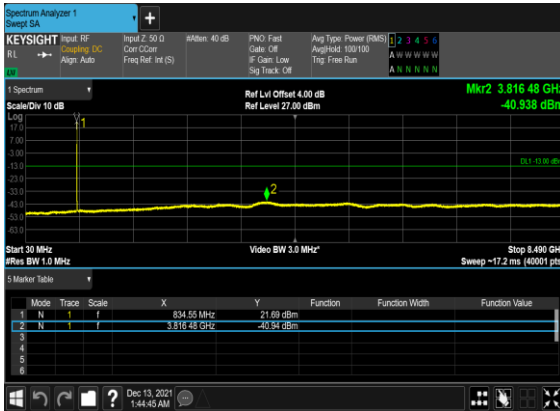 Spectrum Analyzer 1
Swept SA
+
KEYSIGHT Input: RF Input Z: 50 Ω #Atten: 40 dB PNO: Fast Avg Type: Power (RMS) 1 2 3 4 5 6
RL Coupling: DC Corr CCorr Gate: Off Avg|Hold: 100/100 A W W W W W
Align: Auto Freq Ref: Int (S) IF Gain: Low Trig: Free Run
LXI Sig Track: Off A N N N N N
1 Spectrum Ref Lvl Offset 4.00 dB Mkr2 3.816 48 GHz
Scale/Div 10 dB Ref Level 27.00 dBm -40.938 dBm
Log
17.0 1
7.00
-3.00
-13.0 DL1 -13.00 dBm
-23.0
-33.0 2
-43.0
-53.0
-63.0
Start 30 MHz Video BW 3.0 MHz* Stop 8.490 GHz
#Res BW 1.0 MHz Sweep ~17.2 ms (40001 pts)
5 Marker Table
Mode Trace Scale X Y Function Function Width Function Value
1 N 1 f 834.55 MHz 21.69 dBm
2 N 1 f 3.816 48 GHz -40.94 dBm
3
4
5
6
? Dec 13, 2021
1:44:45 AM